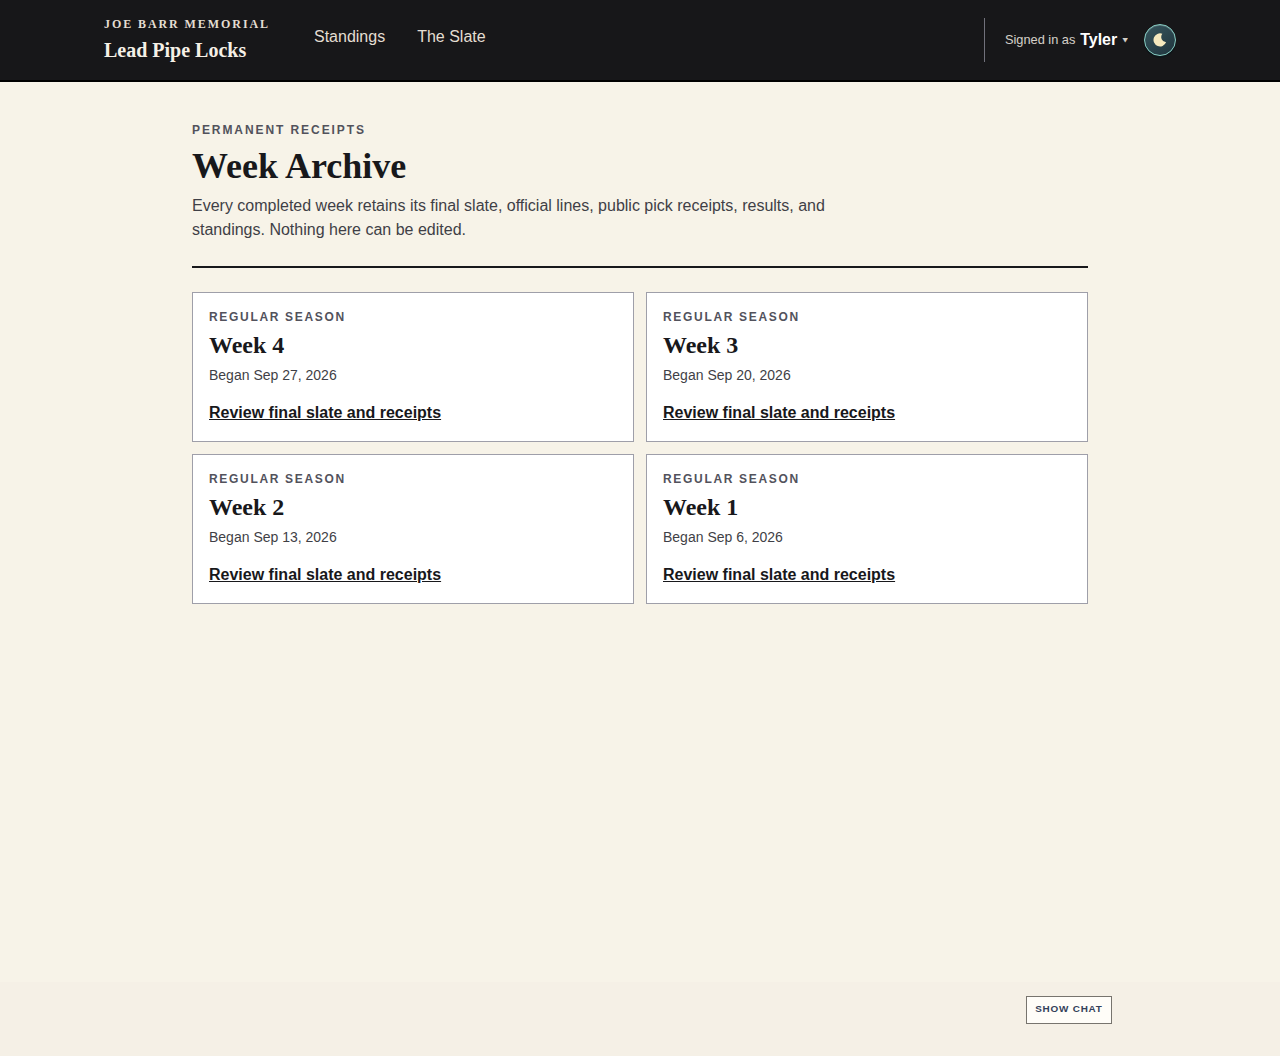 JOE BARR MEMORIAL
Lead Pipe Locks
Standings
The Slate
Signed in as Tyler ▾
PERMANENT RECEIPTS
Week Archive
Every completed week retains its final slate, official lines, public pick receipts, results, and
standings. Nothing here can be edited.
REGULAR SEASON
Week 4
Began Sep 27, 2026
Review final slate and receipts
REGULAR SEASON
Week 3
Began Sep 20, 2026
Review final slate and receipts
REGULAR SEASON
Week 2
Began Sep 13, 2026
Review final slate and receipts
REGULAR SEASON
Week 1
Began Sep 6, 2026
Review final slate and receipts
SHOW CHAT